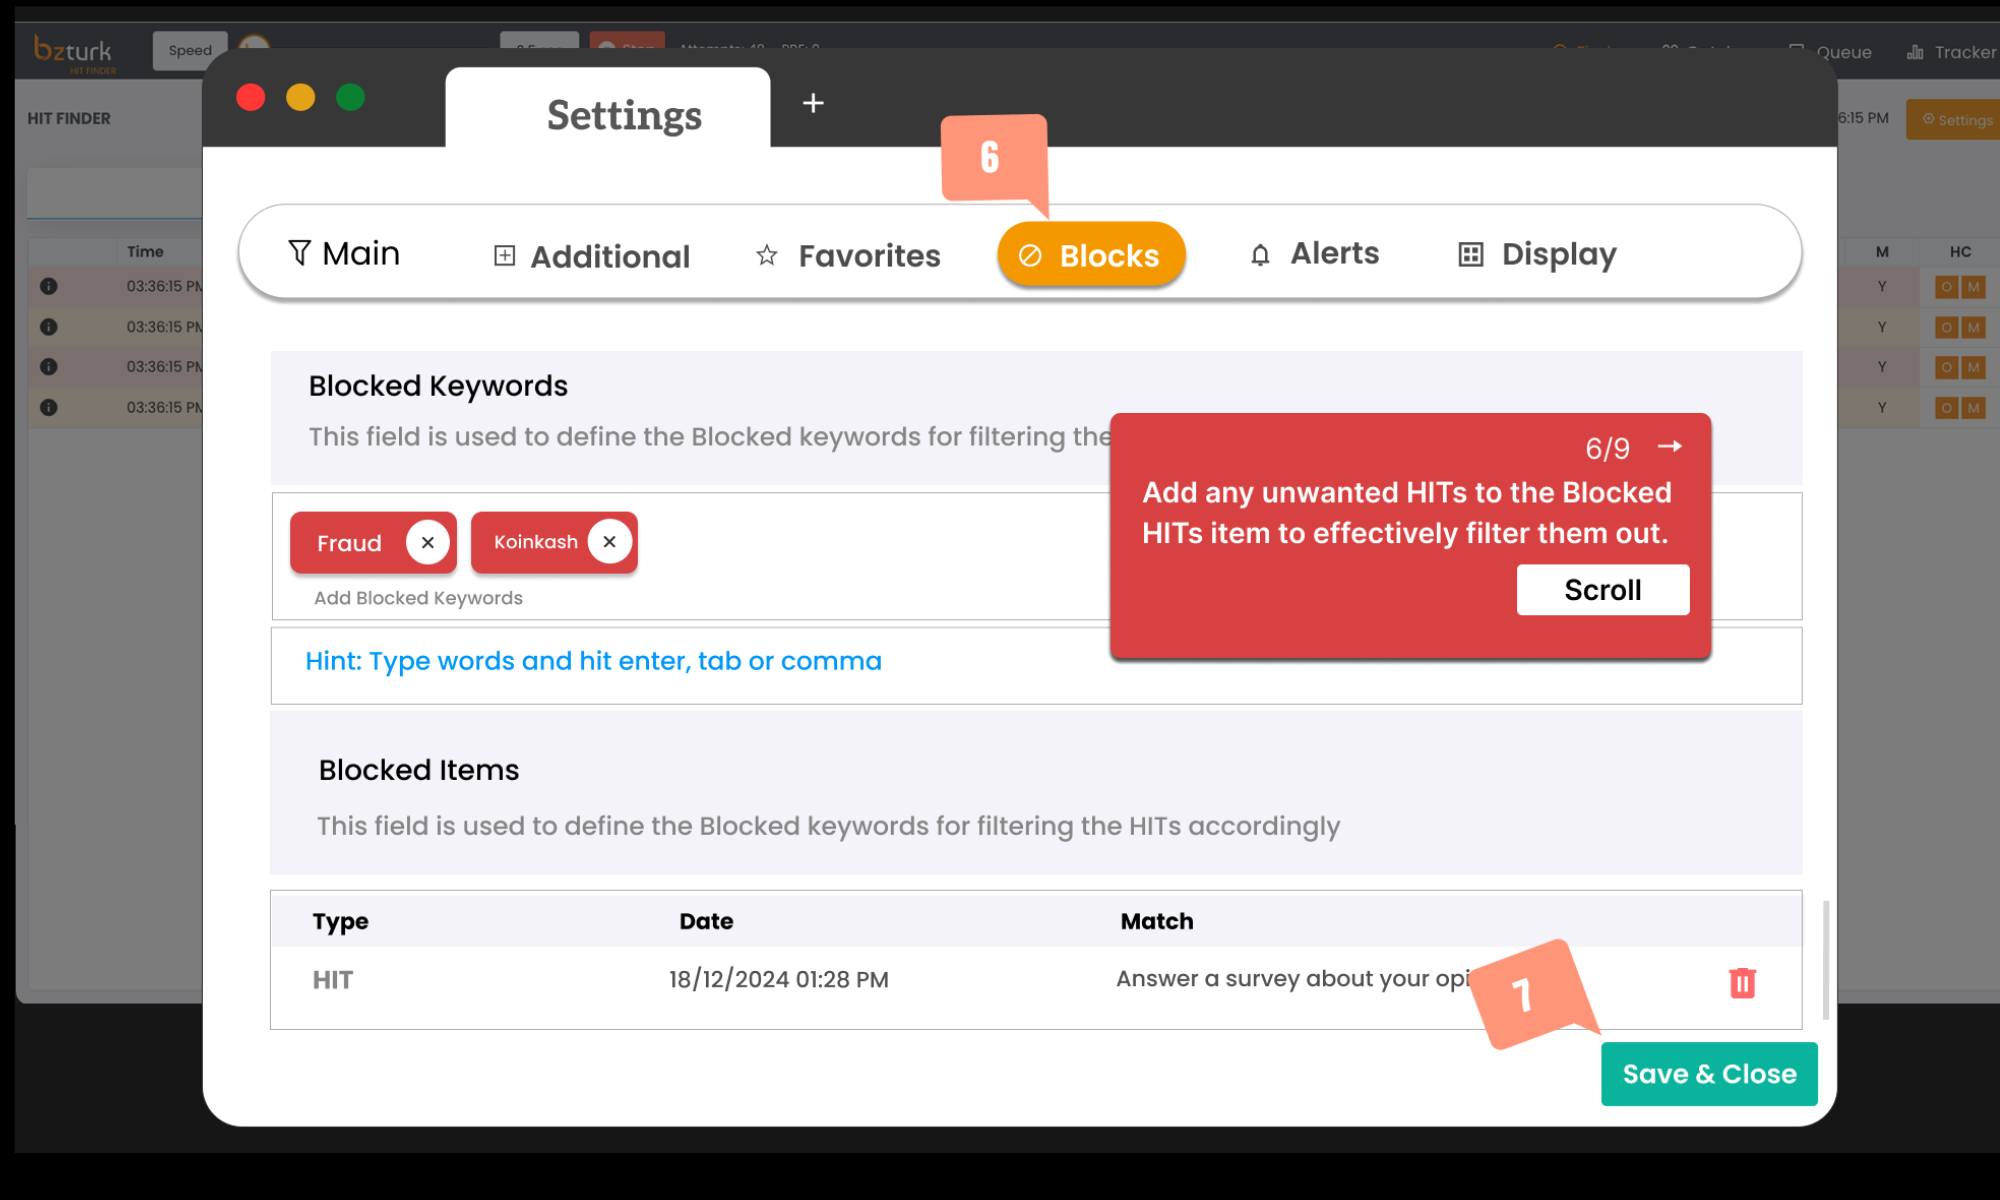 bzturk
HIT FINDER
Speed
Queue
Tracker
Settings
+
6
HIT FINDER
6:15 PM
Settings
Main
Additional
Favorites
Blocks
Alerts
Display
Time
M
HC
03:36:15 PM
Y
O
M
03:36:15 PM
Y
O
M
03:36:15 PM
Y
O
M
03:36:15 PM
Y
O
M
Blocked Keywords
This field is used to define the Blocked keywords for filtering the
6/9 →
Add any unwanted HITs to the Blocked
HITs item to effectively filter them out.
Scroll
Fraud ×
Koinkash ×
Add Blocked Keywords
Hint: Type words and hit enter, tab or comma
Blocked Items
This field is used to define the Blocked keywords for filtering the HITs accordingly
Type
Date
Match
HIT
18/12/2024 01:28 PM
Answer a survey about your opi
7
Save & Close